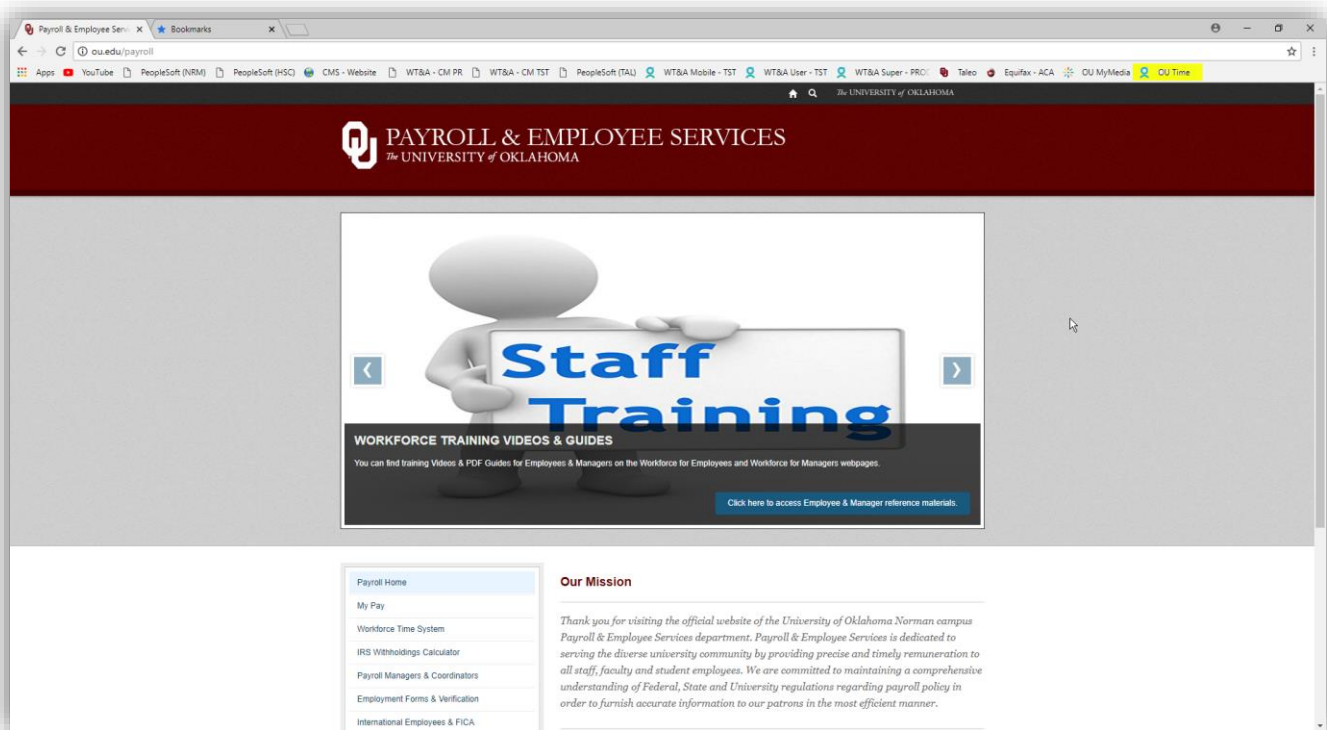 Payroll & Employee Serv
Bookmarks
ou.edu/payroll
Apps YouTube PeopleSoft (NRM) PeopleSoft (HSC) CMS - Website WT&A - CM PR WT&A - CM TST PeopleSoft (TAL) WT&A Mobile - TST WT&A User - TST WT&A Super - PROD Taleo Equifax - ACA OU MyMedia OU Time
The UNIVERSITY of OKLAHOMA
PAYROLL & EMPLOYEE SERVICES
The UNIVERSITY of OKLAHOMA
Staff
Training
WORKFORCE TRAINING VIDEOS & GUIDES
You can find training Videos & PDF Guides for Employees & Managers on the Workforce for Employees and Workforce for Managers webpages.
Click here to access Employee & Manager reference materials.
Payroll Home
My Pay
Workforce Time System
IRS Withholdings Calculator
Payroll Managers & Coordinators
Employment Forms & Verification
International Employees & FICA
Our Mission
Thank you for visiting the official website of the University of Oklahoma Norman campus
Payroll & Employee Services department. Payroll & Employee Services is dedicated to
serving the diverse university community by providing precise and timely remuneration to
all staff, faculty and student employees. We are committed to maintaining a comprehensive
understanding of Federal, State and University regulations regarding payroll policy in
order to furnish accurate information to our patrons in the most efficient manner.